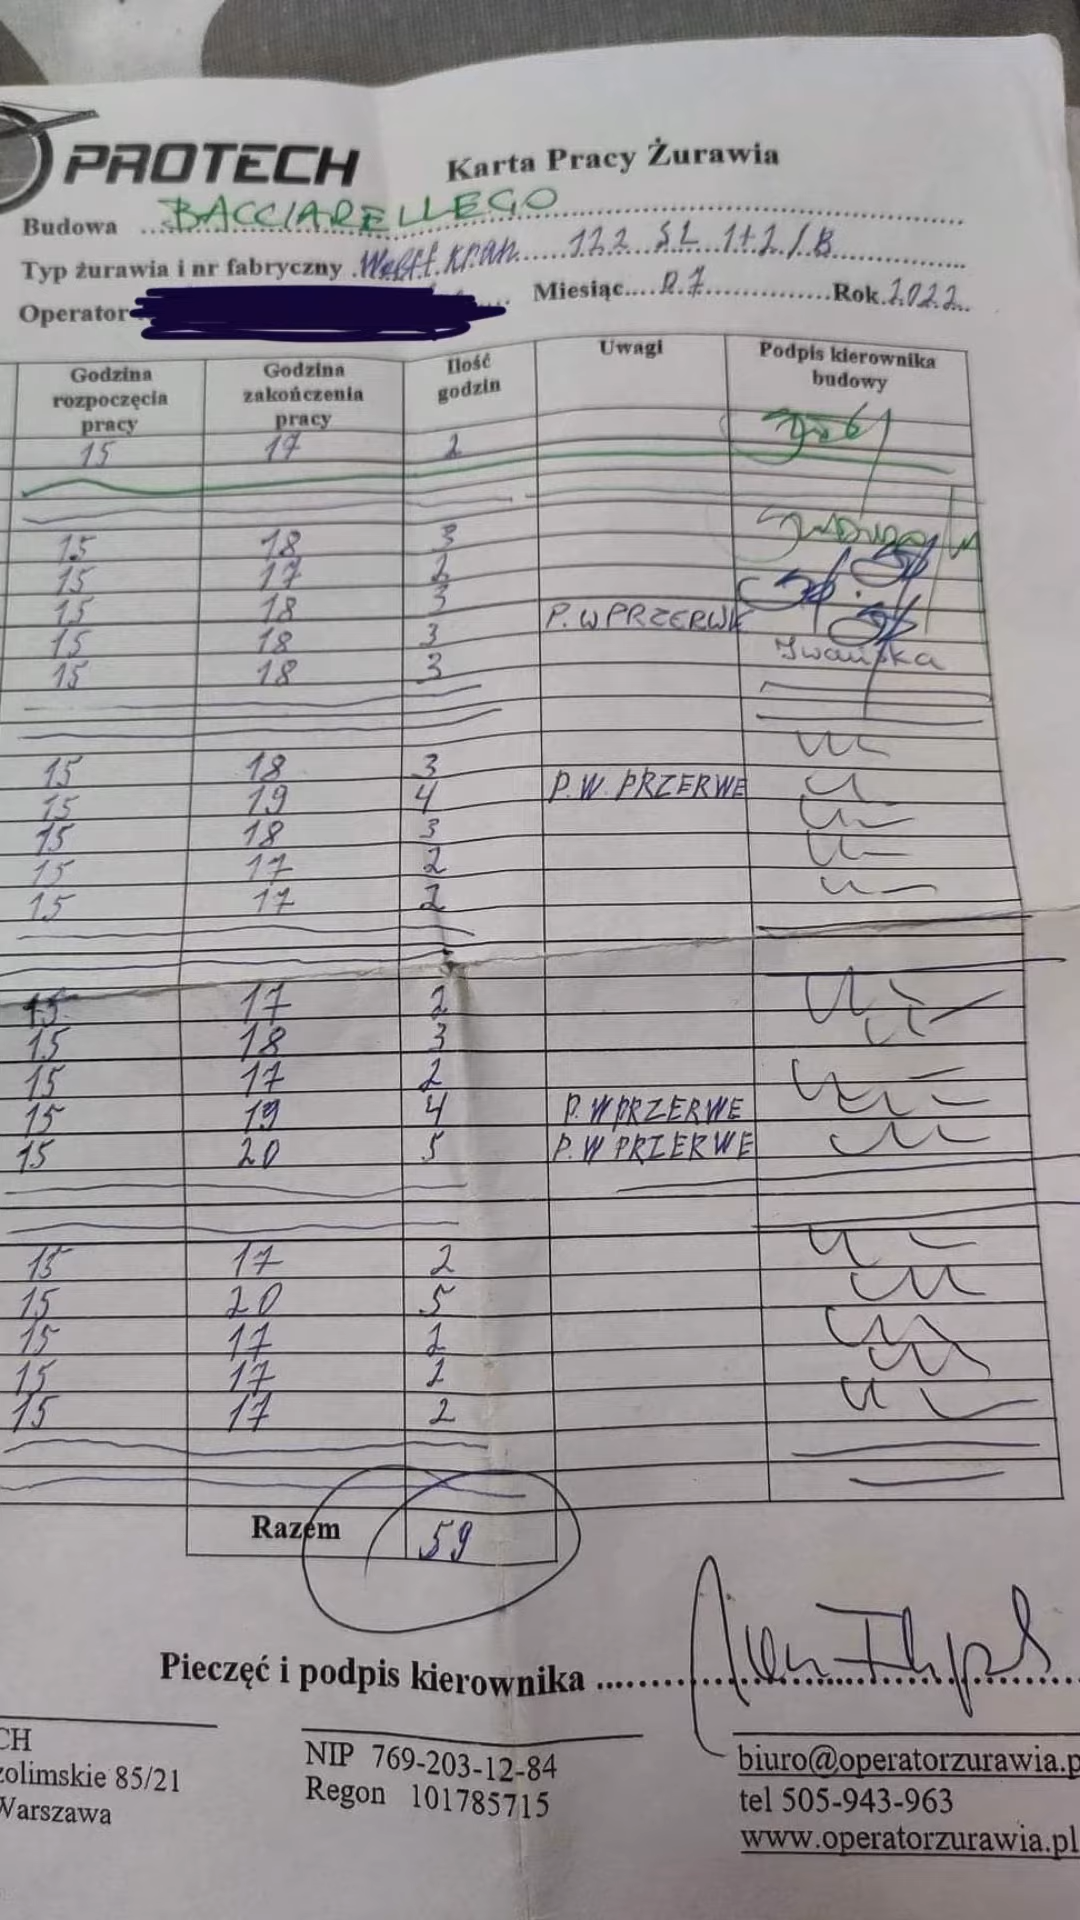 PROTECH Karta Pracy Żurawia
Budowa BACCIARELLEGO
Typ żurawia i nr fabryczny 122 SL 1+2/B
Operator Miesiąc 07 Rok 2022
Godzina rozpoczęcia pracy Godzina zakończenia pracy Ilość godzin Uwagi Podpis kierownika budowy
15 17 2
15 18 3
15 17 2
15 18 3 P. W PRZERWIE
15 18 3 Iwańska
15 18 3
15 18 3 P.W. PRZERWE
15 19 4
15 18 3
15 17 2
15 17 2
15 17 2
15 18 3
15 17 2
15 19 4 P. W PRZERWE
15 20 5 P. W PRZERWE
15 17 2
15 20 5
15 17 2
15 17 2
15 17 2
Razem 59
Pieczęć i podpis kierownika
CH NIP 769-203-12-84 biuro@operatorzurawia.p
zolimskie 85/21 Regon 101785715 tel 505-943-963
Warszawa www.operatorzurawia.pl